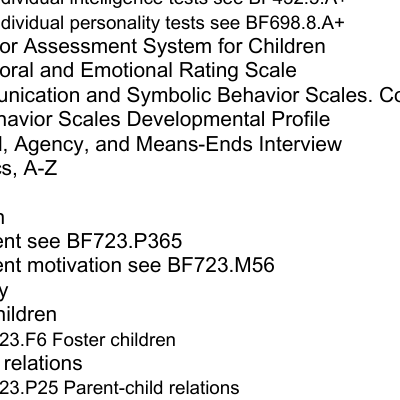 dividual intelligence tests see BF432.5.A+
dividual personality tests see BF698.8.A+
or Assessment System for Children
oral and Emotional Rating Scale
unication and Symbolic Behavior Scales. Co
havior Scales Developmental Profile
l, Agency, and Means-Ends Interview
cs, A-Z
n
ent see BF723.P365
ent motivation see BF723.M56
y
hildren
23.F6 Foster children
relations
23.P25 Parent-child relations